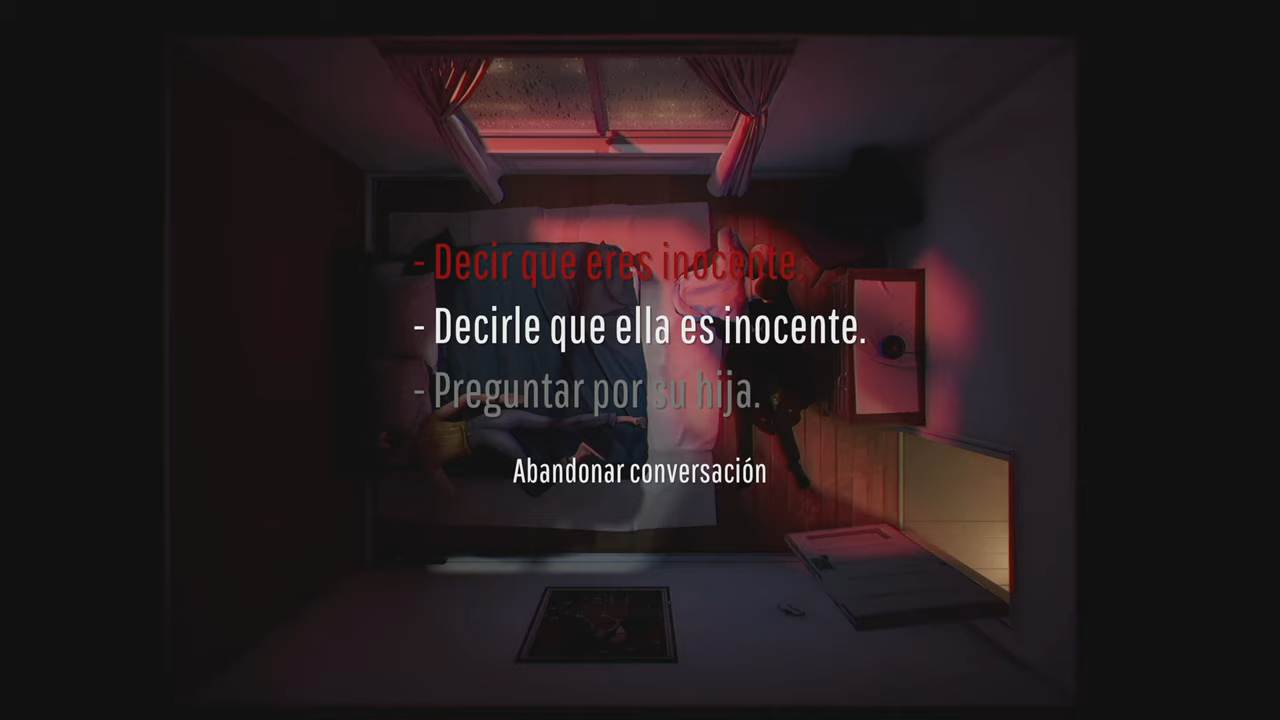 - Decir que eres inocente.
- Decirle que ella es inocente.
- Preguntar por su hija.
Abandonar conversación